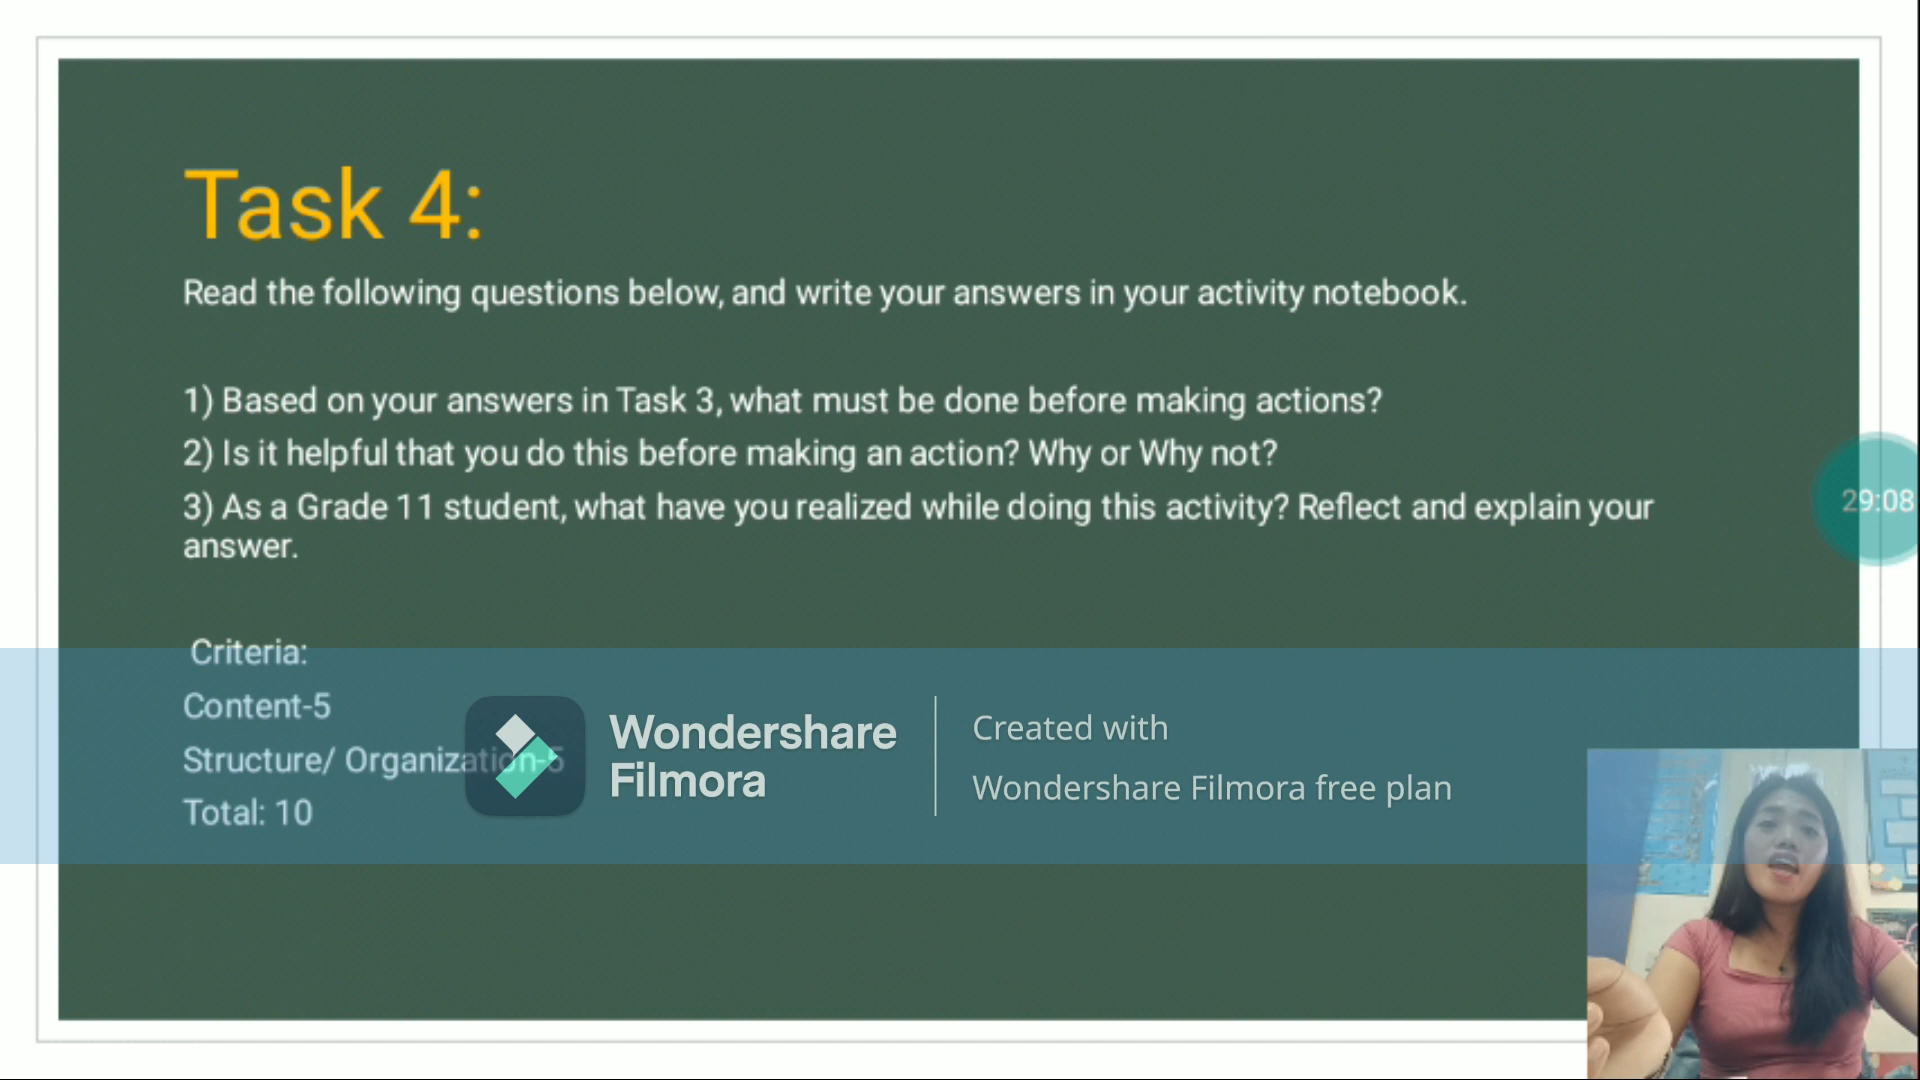 Task 4:
Read the following questions below, and write your answers in your activity notebook.
1) Based on your answers in Task 3, what must be done before making actions?
2) Is it helpful that you do this before making an action? Why or Why not?
3) As a Grade 11 student, what have you realized while doing this activity? Reflect and explain your
answer.
29:08
Criteria:
Content-5
Structure/ Organization-5
Total: 10
Wondershare
Filmora
Created with
Wondershare Filmora free plan